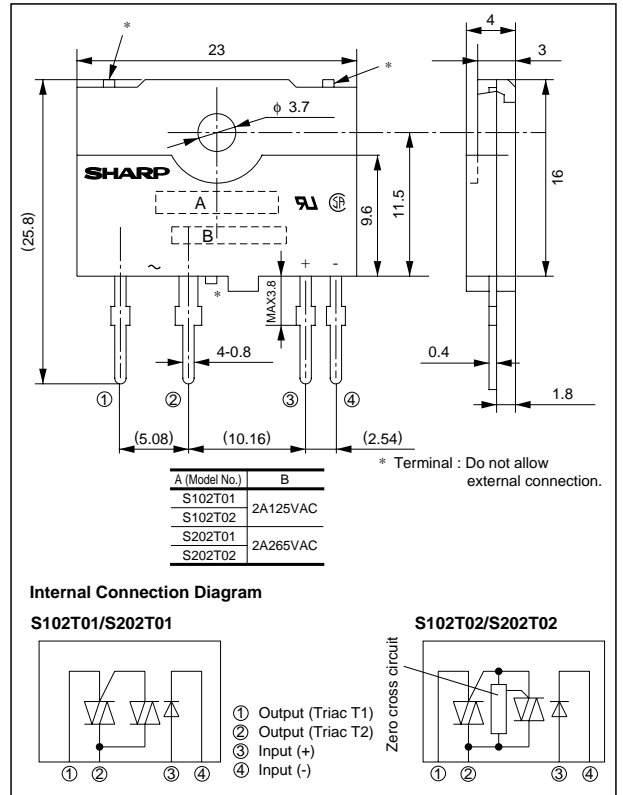 *
23
4
3
*
ϕ 3.7
SHARP
A
B
(25.8)
9.6
11.5
16
~
+
-
*
MAX3.8
4-0.8
0.4
1.8
① ② ③ ④
(5.08) (10.16) (2.54)
* Terminal : Do not allow
external connection.
A (Model No.) B
S102T01
S102T02
2A125VAC
S202T01
S202T02
2A265VAC
Internal Connection Diagram
S102T01/S202T01
S102T02/S202T02
Zero cross circuit
① Output (Triac T1)
② Output (Triac T2)
③ Input (+)
④ Input (-)
① ② ③ ④
① ② ③ ④